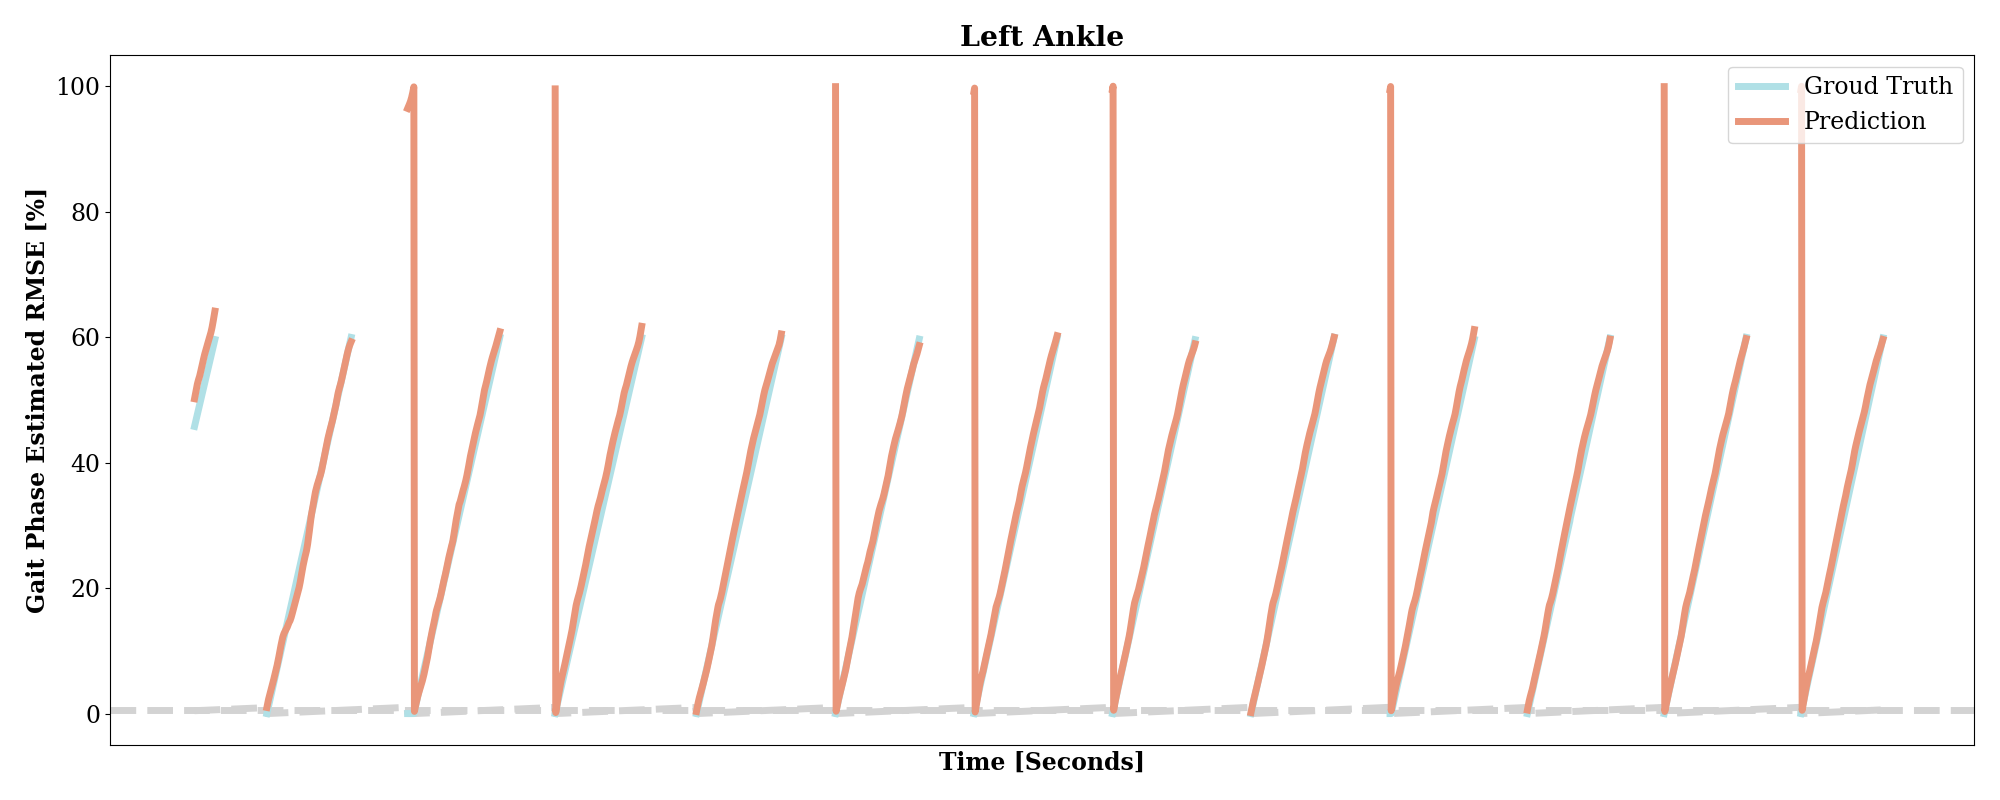 Left Ankle
Groud Truth
Prediction
Gait Phase Estimated RMSE [%]
100
80
60
40
20
0
Time [Seconds]